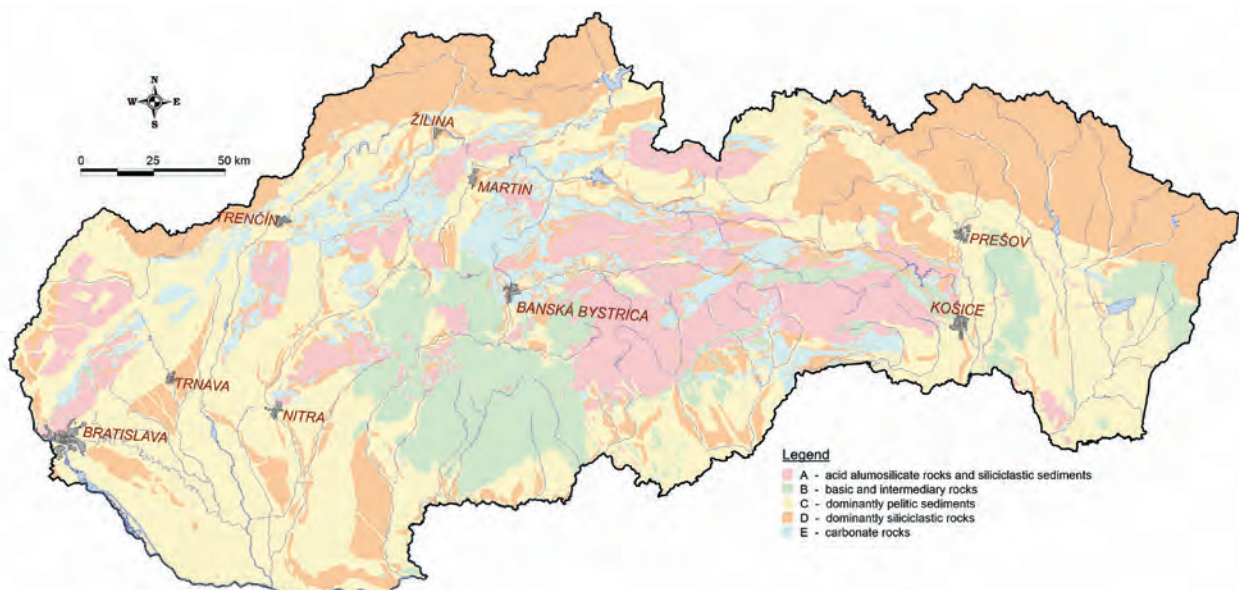 N
W E
S
0 25 50 km
ŽILINA
MARTIN
TRENČÍN
PREŠOV
BANSKÁ BYSTRICA
KOŠICE
TRNAVA
NITRA
BRATISLAVA
Legend
A - acid alumosilicate rocks and siliciclastic sediments
B - basic and intermediary rocks
C - dominantly pelitic sediments
D - dominantly siliciclastic rocks
E - carbonate rocks